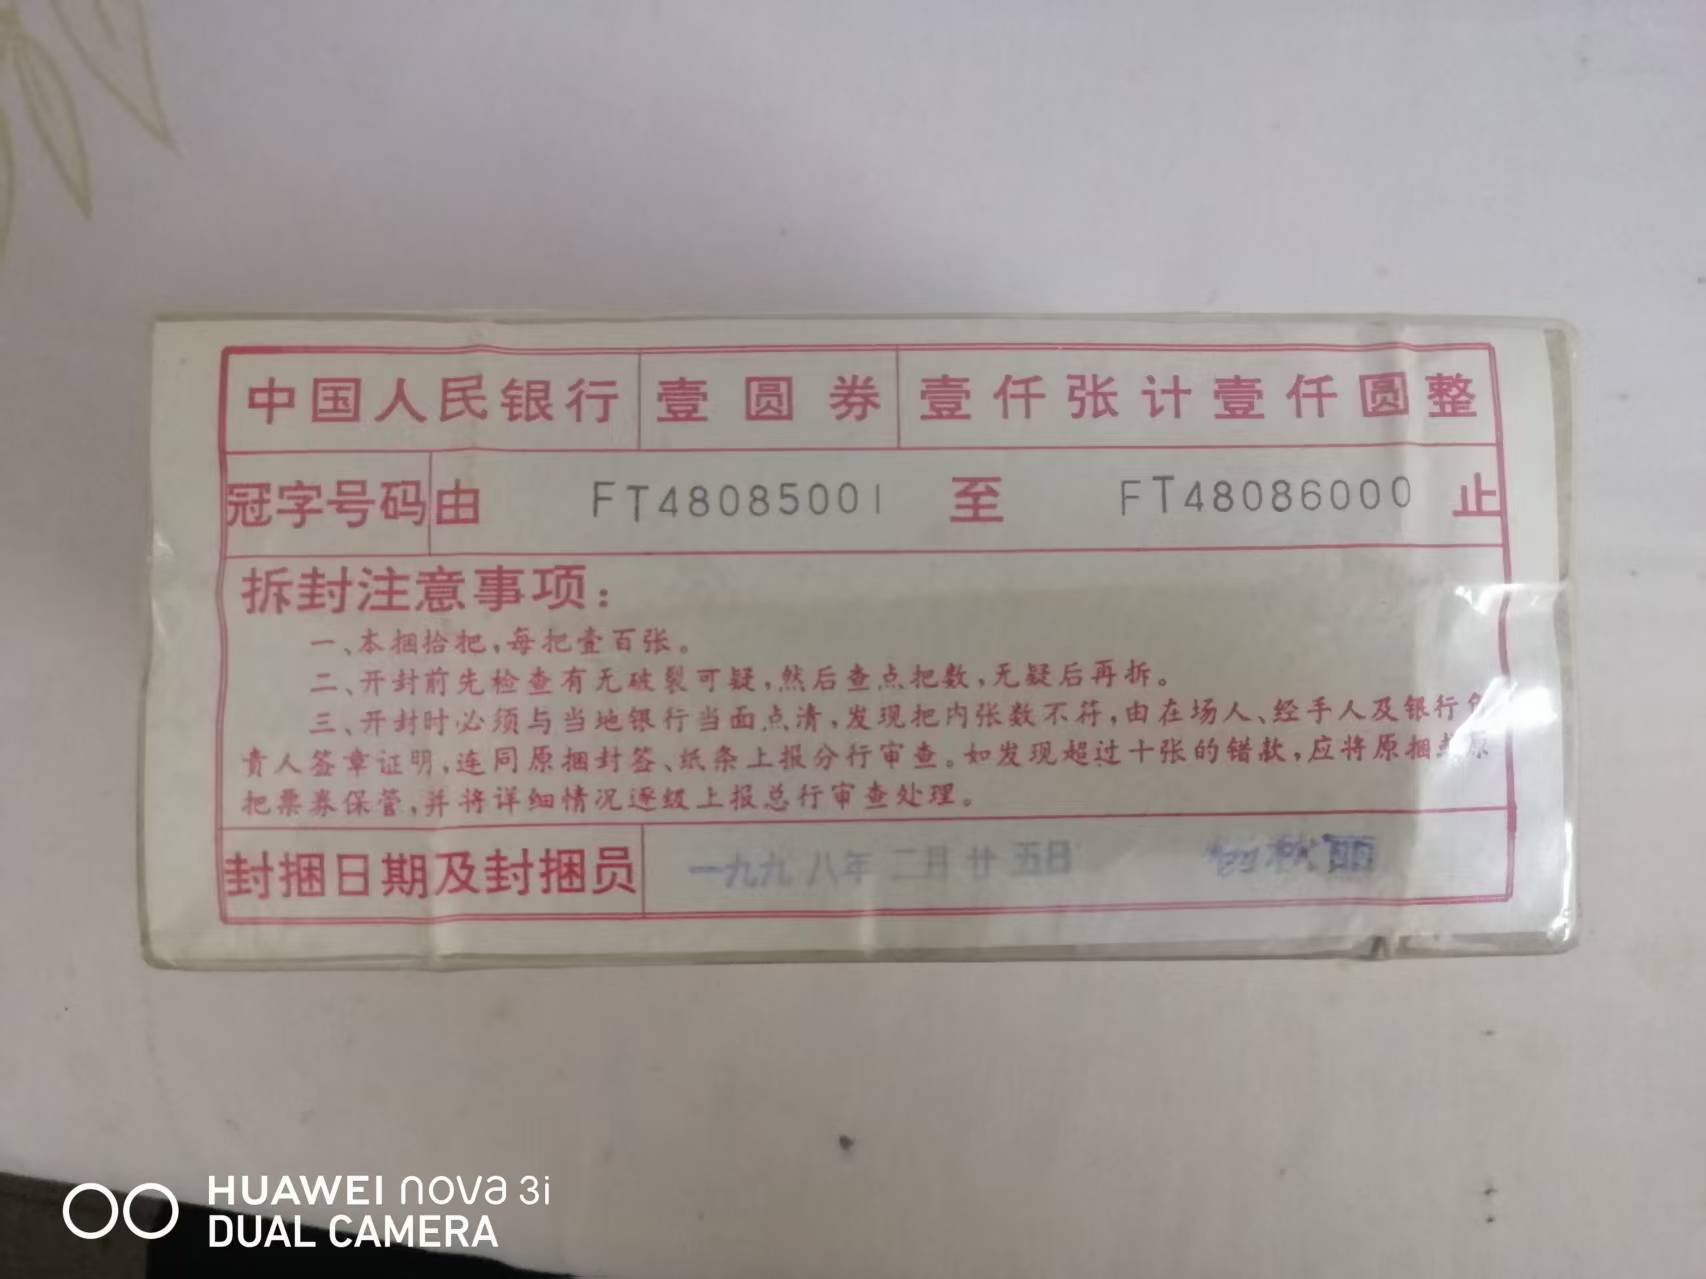 中国人民银行 壹圆券 壹仟张计壹仟圆整
冠字号码 由 FT48085001 至 FT48086000 止
拆封注意事项：
一、本捆拾把，每把壹百张。
二、开封前先检查有无破裂可疑，然后查点把数，无疑后再拆。
三、开封时必须与当地银行当面点清，发现把内张数不符，由在场人、经手人及银行
责人签章证明，连同原捆封签、纸条上报分行审查。如发现超过十张的错款，应将原捆原
把票券保管，并将详细情况逐级上报总行审查处理。
封捆日期及封捆员 一九九八年 二月廿五日 秋丽
HUAWEI nova 3i
DUAL CAMERA